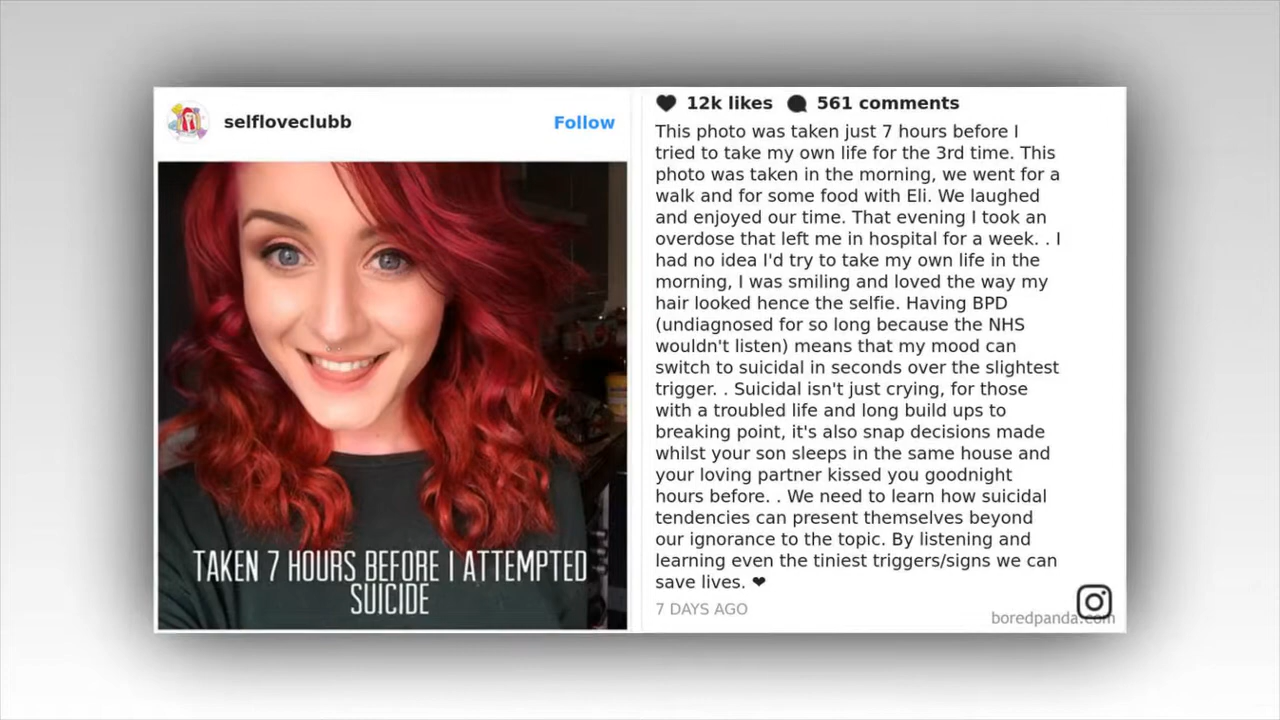 selfloveclubb
Follow
TAKEN 7 HOURS BEFORE I ATTEMPTED
SUICIDE
12k likes 561 comments
This photo was taken just 7 hours before I
tried to take my own life for the 3rd time. This
photo was taken in the morning, we went for a
walk and for some food with Eli. We laughed
and enjoyed our time. That evening I took an
overdose that left me in hospital for a week. . I
had no idea I'd try to take my own life in the
morning, I was smiling and loved the way my
hair looked hence the selfie. Having BPD
(undiagnosed for so long because the NHS
wouldn't listen) means that my mood can
switch to suicidal in seconds over the slightest
trigger. . Suicidal isn't just crying, for those
with a troubled life and long build ups to
breaking point, it's also snap decisions made
whilst your son sleeps in the same house and
your loving partner kissed you goodnight
hours before. . We need to learn how suicidal
tendencies can present themselves beyond
our ignorance to the topic. By listening and
learning even the tiniest triggers/signs we can
save lives. ❤
7 DAYS AGO
boredpanda.com